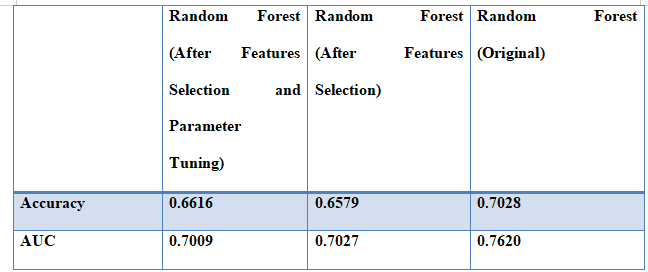 Random Forest
(After Features
Selection and
Parameter
Tuning)
Random Forest
(After Features
Selection)
Random Forest
(Original)
Accuracy 0.6616 0.6579 0.7028
AUC 0.7009 0.7027 0.7620